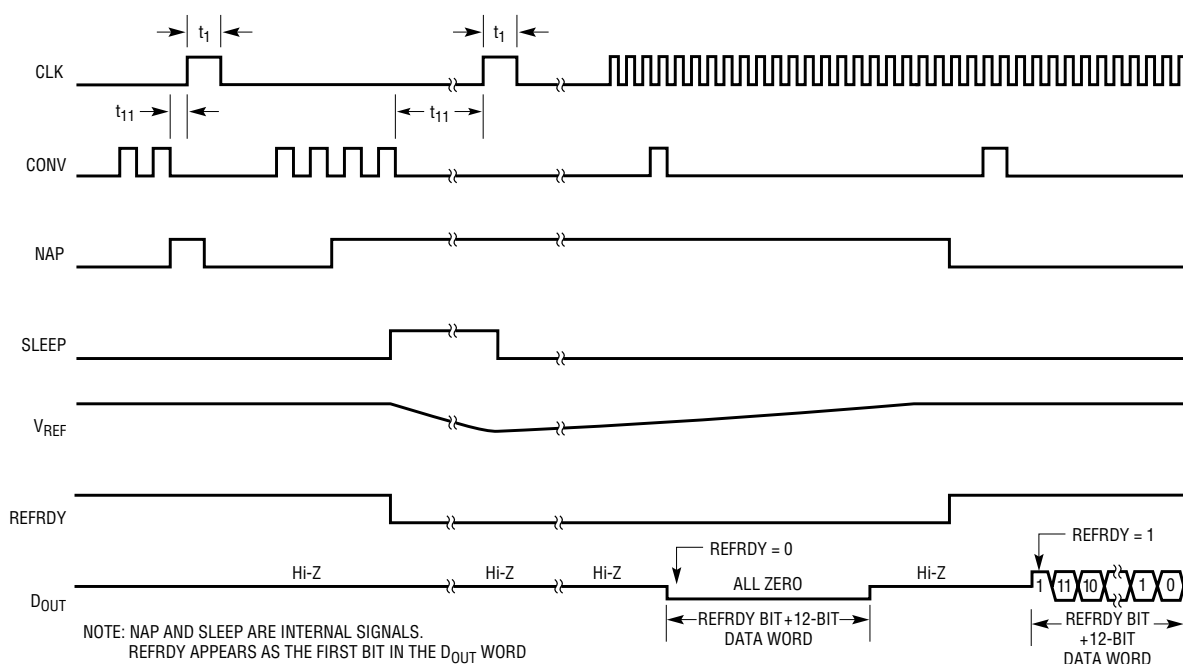 t1 t1
CLK
t11 t11
CONV
NAP
SLEEP
VREF
REFRDY
REFRDY = 0 REFRDY = 1
Hi-Z Hi-Z Hi-Z ALL ZERO Hi-Z 1 11 10 1 0
DOUT
REFRDY BIT +12-BIT
DATA WORD
REFRDY BIT
+12-BIT
DATA WORD
NOTE: NAP AND SLEEP ARE INTERNAL SIGNALS.
REFRDY APPEARS AS THE FIRST BIT IN THE DOUT WORD